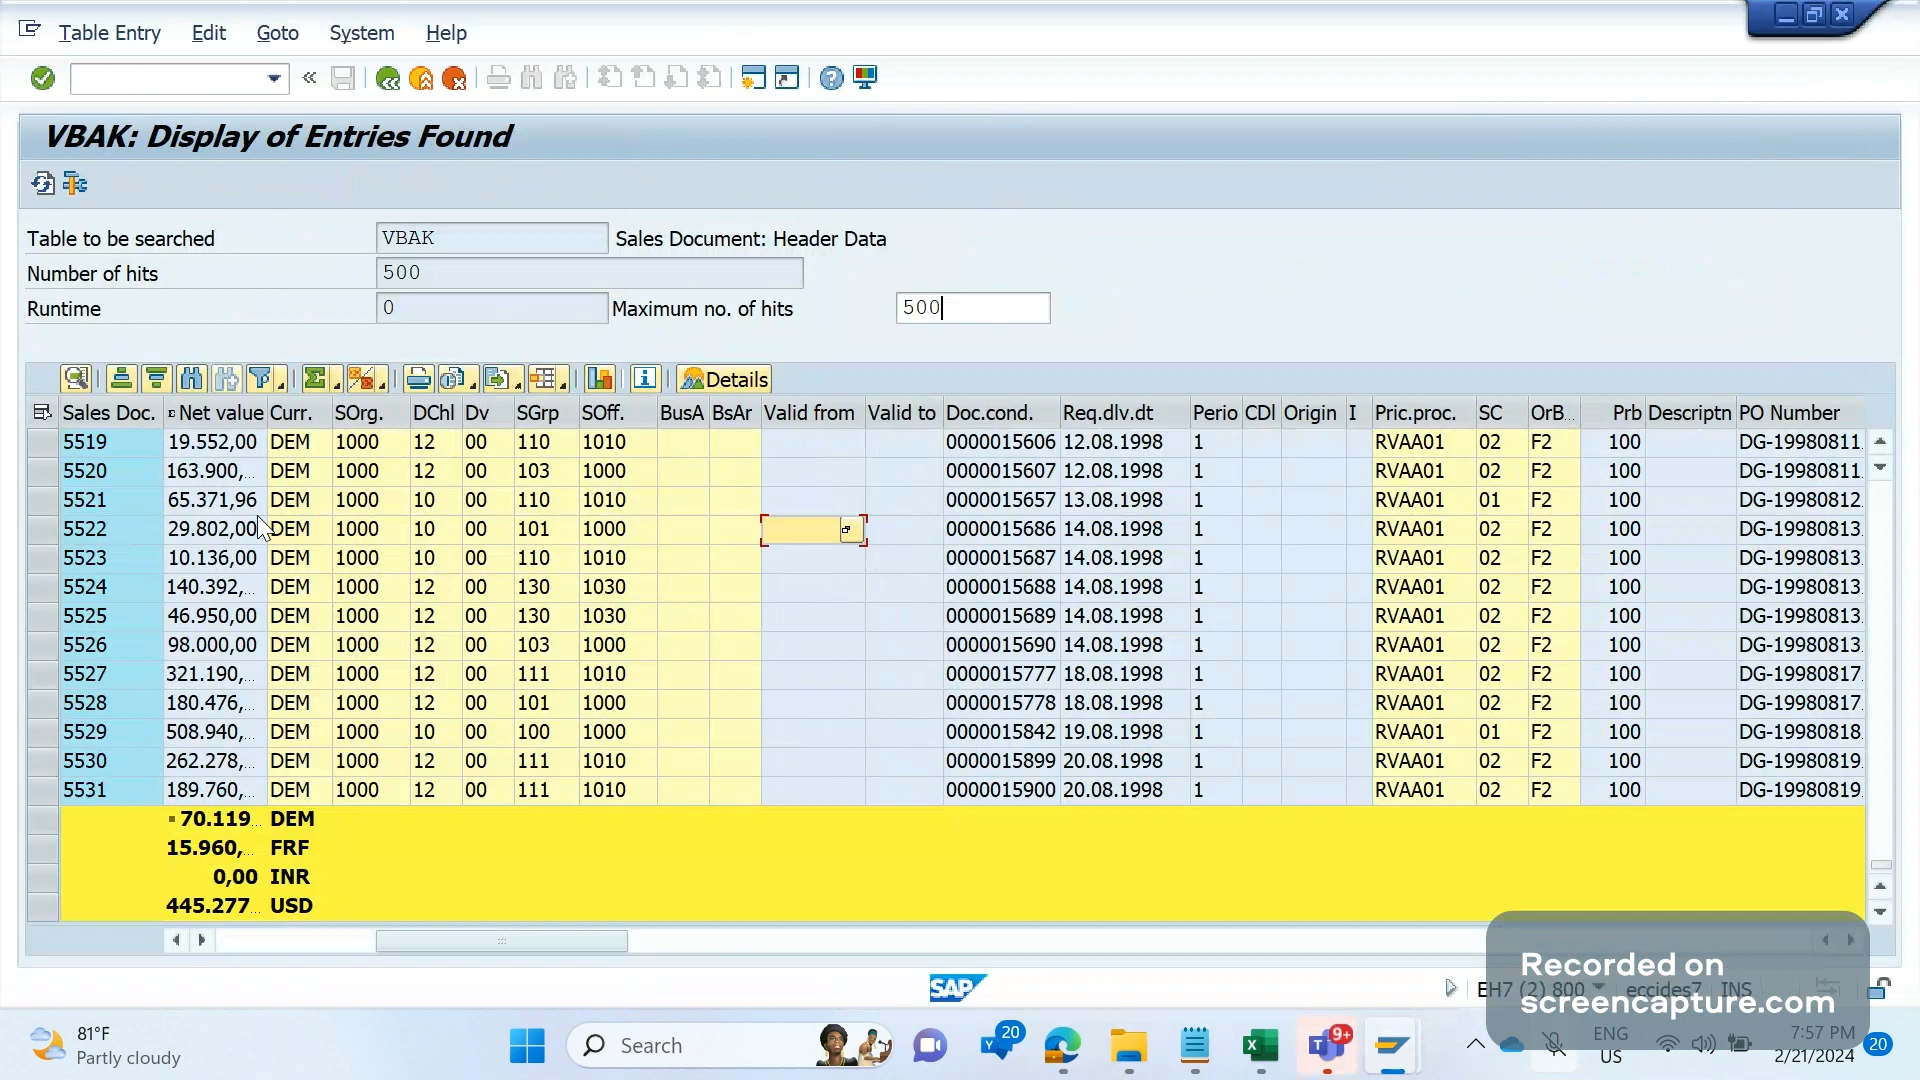 Table Entry Edit Goto System Help
VBAK: Display of Entries Found
Table to be searched VBAK Sales Document: Header Data
Number of hits 500
Runtime 0 Maximum no. of hits 500
Details
Sales Doc. Net value Curr. SOrg. DChl Dv SGrp SOff. BusA BsAr Valid from Valid to Doc.cond. Req.dlv.dt Perio CDl Origin I Pric.proc. SC OrB... Prb Descriptn PO Number
5519 19.552,00 DEM 1000 12 00 110 1010 0000015606 12.08.1998 1 RVAA01 02 F2 100 DG-19980811.
5520 163.900,... DEM 1000 12 00 103 1000 0000015607 12.08.1998 1 RVAA01 02 F2 100 DG-19980811.
5521 65.371,96 DEM 1000 10 00 110 1010 0000015657 13.08.1998 1 RVAA01 01 F2 100 DG-19980812.
5522 29.802,00 DEM 1000 10 00 101 1000 0000015686 14.08.1998 1 RVAA01 02 F2 100 DG-19980813.
5523 10.136,00 DEM 1000 10 00 110 1010 0000015687 14.08.1998 1 RVAA01 02 F2 100 DG-19980813.
5524 140.392,... DEM 1000 12 00 130 1030 0000015688 14.08.1998 1 RVAA01 02 F2 100 DG-19980813.
5525 46.950,00 DEM 1000 12 00 130 1030 0000015689 14.08.1998 1 RVAA01 02 F2 100 DG-19980813.
5526 98.000,00 DEM 1000 12 00 103 1000 0000015690 14.08.1998 1 RVAA01 02 F2 100 DG-19980813.
5527 321.190,... DEM 1000 12 00 111 1010 0000015777 18.08.1998 1 RVAA01 02 F2 100 DG-19980817.
5528 180.476,... DEM 1000 12 00 101 1000 0000015778 18.08.1998 1 RVAA01 02 F2 100 DG-19980817.
5529 508.940,... DEM 1000 10 00 100 1000 0000015842 19.08.1998 1 RVAA01 01 F2 100 DG-19980818.
5530 262.278,... DEM 1000 12 00 111 1010 0000015899 20.08.1998 1 RVAA01 02 F2 100 DG-19980819.
5531 189.760,... DEM 1000 12 00 111 1010 0000015900 20.08.1998 1 RVAA01 02 F2 100 DG-19980819.
70.119... DEM
15.960,... FRF
0,00 INR
445.277... USD
Recorded on
screencapture.com
SAP EH7 (2) 800 eccides7 INS
81°F
Partly cloudy
Search
20
9+
ENG
US
7:57 PM
2/21/2024
20